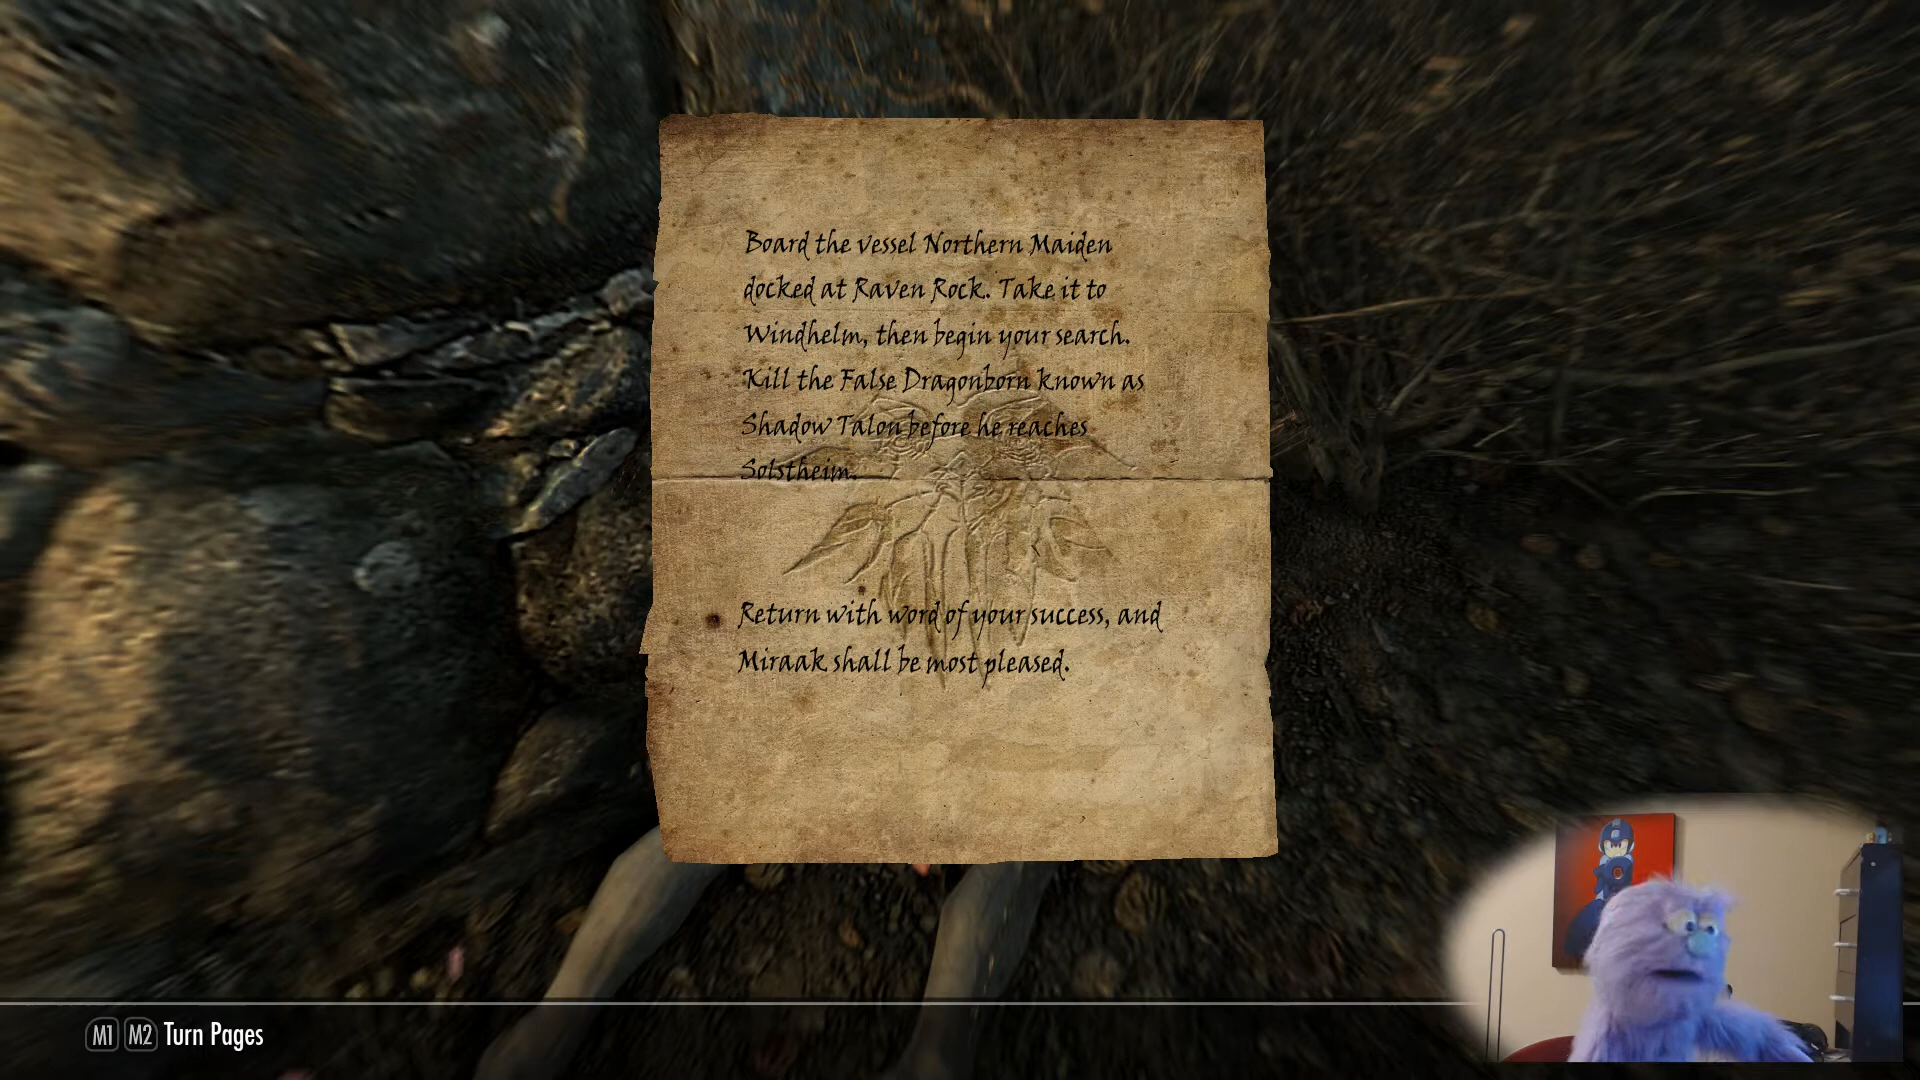 Board the vessel Northern Maiden
docked at Raven Rock. Take it to
Windhelm, then begin your search.
Kill the False Dragonborn known as
Shadow Talon before he reaches
Solstheim.
Return with word of your success, and
Miraak shall be most pleased.
M1 M2 Turn Pages